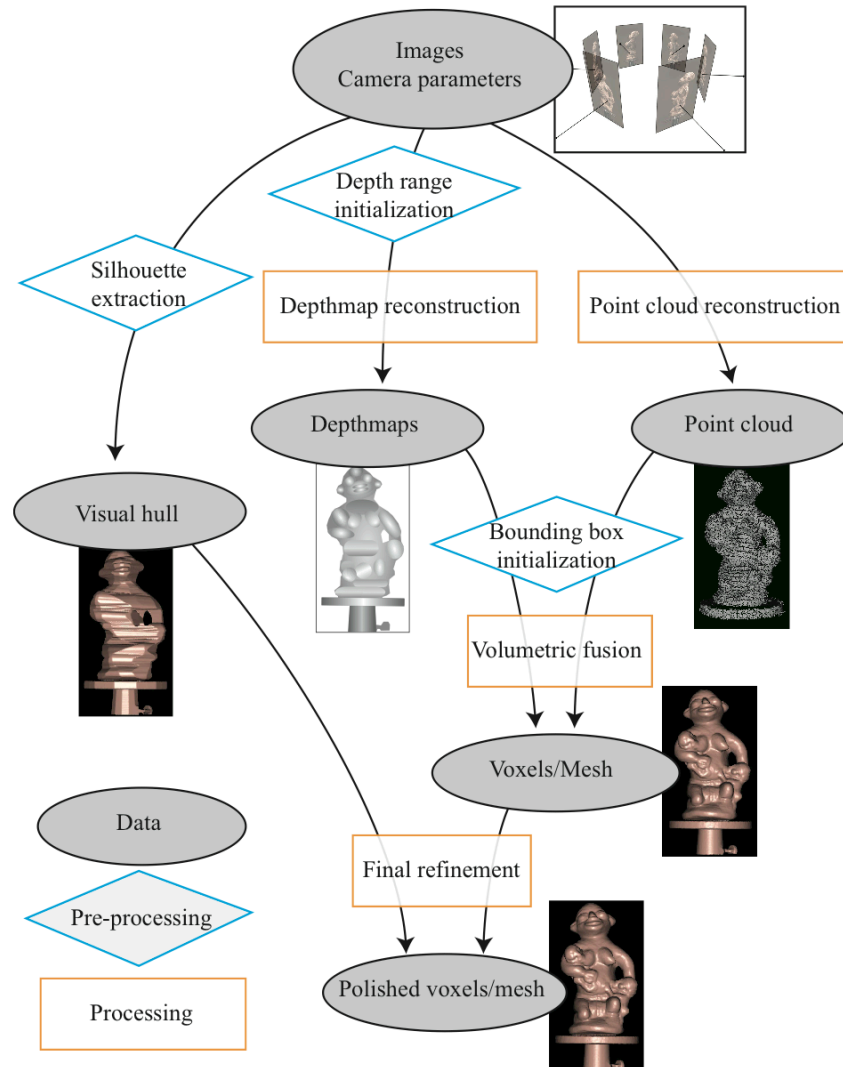 Images
Camera parameters
Depth range
initialization
Silhouette
extraction
Depthmap reconstruction
Point cloud reconstruction
Depthmaps
Point cloud
Visual hull
Bounding box
initialization
Volumetric fusion
Voxels/Mesh
Data
Final refinement
Pre-processing
Polished voxels/mesh
Processing